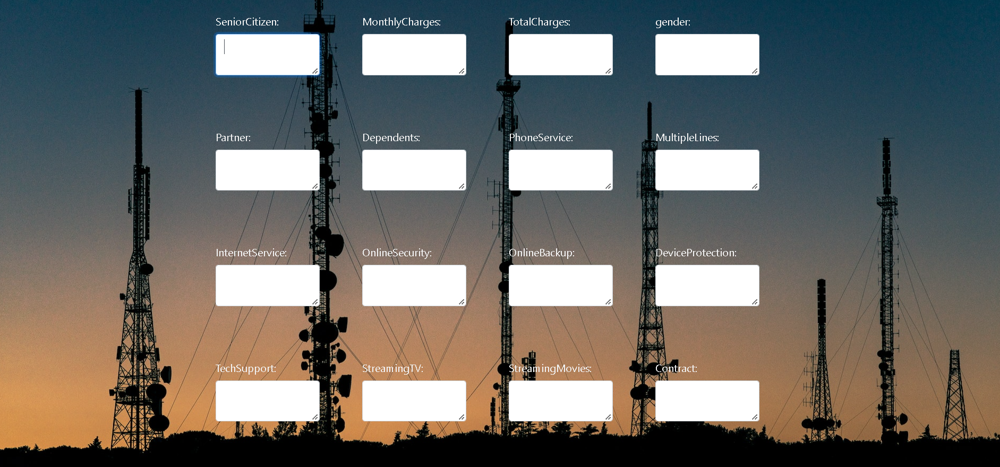 SeniorCitizen: MonthlyCharges: TotalCharges: gender:
Partner: Dependents: PhoneService: MultipleLines:
InternetService: OnlineSecurity: OnlineBackup: DeviceProtection:
TechSupport: StreamingTV: StreamingMovies: Contract: